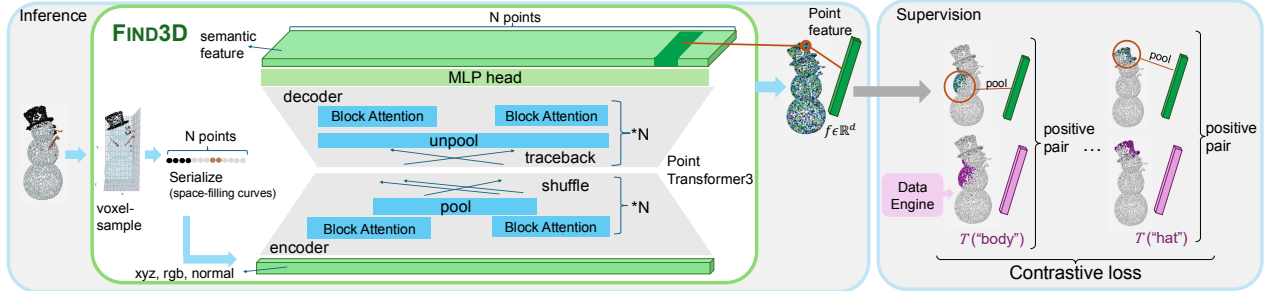 Inference
FIND3D
N points
semantic
feature
MLP head
decoder
Block Attention
Block Attention
unpool
*N
traceback
Point
Transformer3
shuffle
pool
*N
Block Attention
Block Attention
encoder
xyz, rgb, normal
voxel-
sample
N points
Serialize
(space-filling curves)
Point
feature
f ϵ ℝᵈ
Supervision
pool
pool
positive
pair
...
positive
pair
Data
Engine
T("body")
T("hat")
Contrastive loss